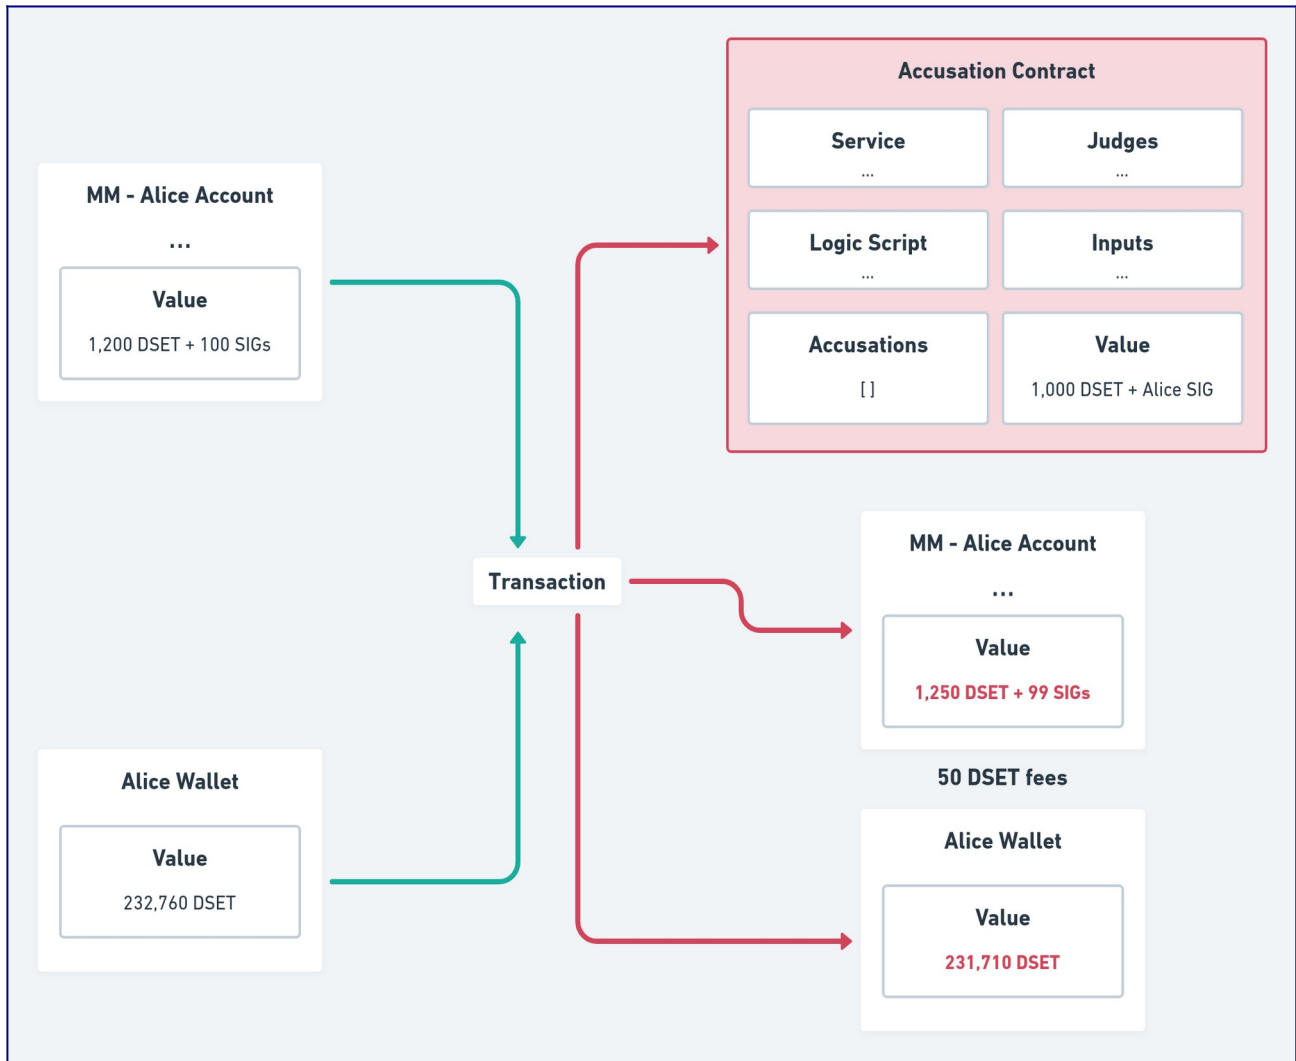 Accusation Contract
Service
...
Judges
...
Logic Script
...
Inputs
...
Accusations
[ ]
Value
1,000 DSET + Alice SIG
MM - Alice Account
...
Value
1,200 DSET + 100 SIGs
Transaction
MM - Alice Account
...
Value
1,250 DSET + 99 SIGs
50 DSET fees
Alice Wallet
Value
232,760 DSET
Alice Wallet
Value
231,710 DSET